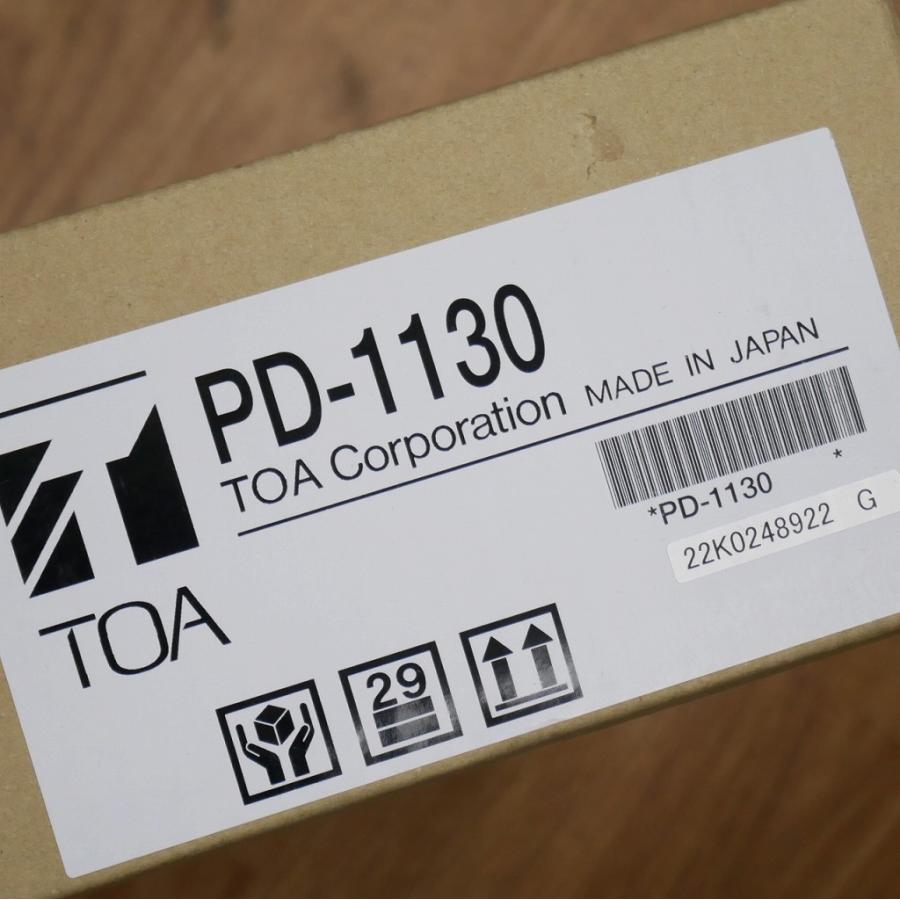 PD-1130
TOA Corporation MADE IN JAPAN
*PD-1130 *
22K0248922 G
TOA
29